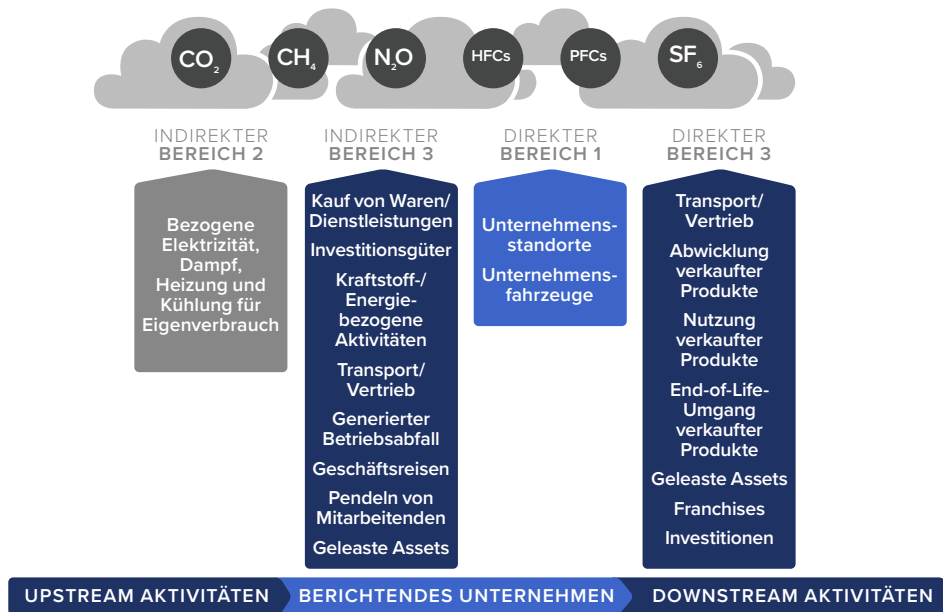 CO₂
CH₄
N₂O
HFCs
PFCs
SF₆
INDIREKTER
BEREICH 2
Bezogene
Elektrizität,
Dampf,
Heizung und
Kühlung für
Eigenverbrauch
INDIREKTER
BEREICH 3
Kauf von Waren/
Dienstleistungen
Investitionsgüter
Kraftstoff-/
Energie-
bezogene
Aktivitäten
Transport/
Vertrieb
Generierter
Betriebsabfall
Geschäftsreisen
Pendeln von
Mitarbeitenden
Geleaste Assets
DIREKTER
BEREICH 1
Unternehmens-
standorte
Unternehmens-
fahrzeuge
DIREKTER
BEREICH 3
Transport/
Vertrieb
Abwicklung
verkaufter
Produkte
Nutzung
verkaufter
Produkte
End-of-Life-
Umgang
verkaufter
Produkte
Geleaste Assets
Franchises
Investitionen
UPSTREAM AKTIVITÄTEN
BERICHTENDES UNTERNEHMEN
DOWNSTREAM AKTIVITÄTEN